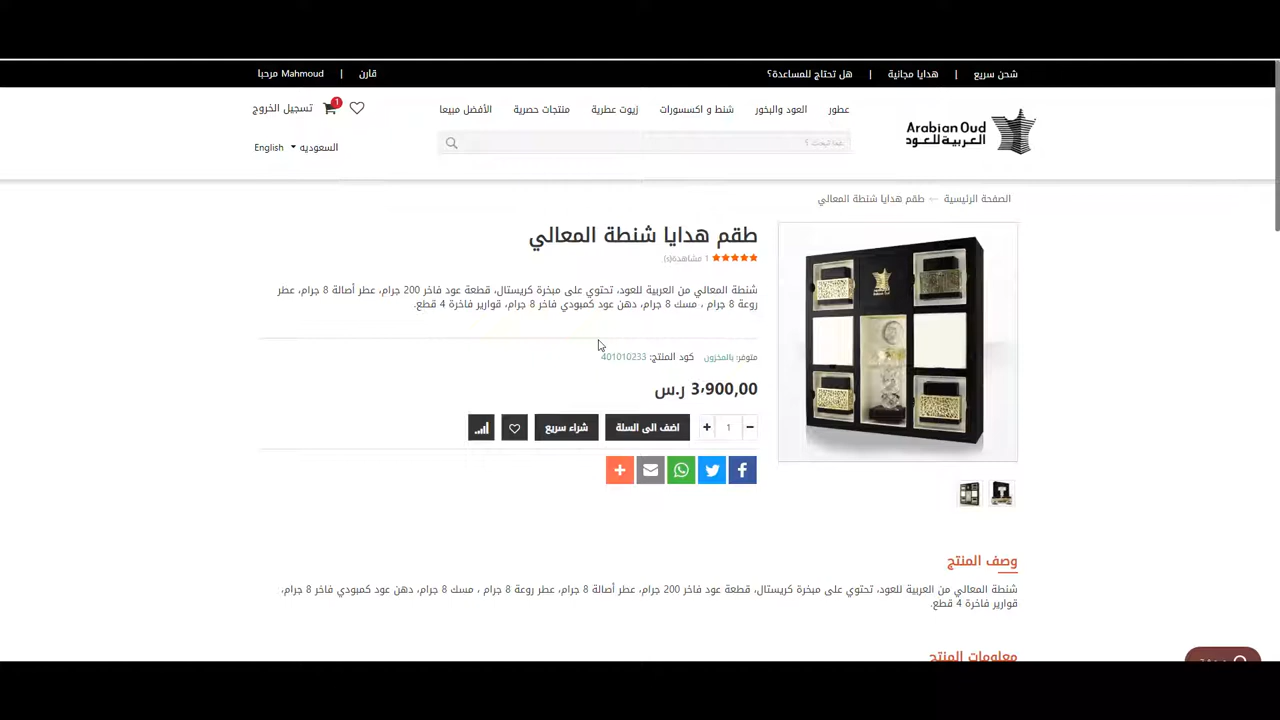 شحن سريع | هدايا مجانية | هل تحتاج للمساعدة؟
قارن | Mahmoud مرحبا
Arabian Oud
العربية للعود
عطور العود والبخور شنط و اكسسورات زيوت عطرية منتجات حصرية الأفضل مبيعا
1 تسجيل الخروج
عما تبحث ؟
السعوديه English
الصفحة الرئيسية ← طقم هدايا شنطة المعالي
طقم هدايا شنطة المعالي
1 مشاهدة(s)
شنطة المعالي من العربية للعود، تحتوي على مبخرة كريستال، قطعة عود فاخر 200 جرام، عطر أصالة 8 جرام، عطر
روعة 8 جرام ، مسك 8 جرام، دهن عود كمبودي فاخر 8 جرام، قوارير فاخرة 4 قطع.
متوفر: بالمخزون كود المنتج: 401010233
3٬900,00 ر.س
− 1 + اضف الى السلة شراء سريع
وصف المنتج
شنطة المعالي من العربية للعود، تحتوي على مبخرة كريستال، قطعة عود فاخر 200 جرام، عطر أصالة 8 جرام، عطر روعة 8 جرام ، مسك 8 جرام، دهن عود كمبودي فاخر 8 جرام،
قوارير فاخرة 4 قطع.
معلومات المنتج